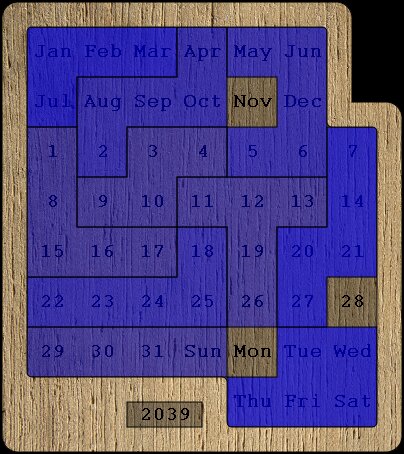 Jan Feb Mar Apr May Jun
Jul Aug Sep Oct Nov Dec
1 2 3 4 5 6 7
8 9 10 11 12 13 14
15 16 17 18 19 20 21
22 23 24 25 26 27 28
29 30 31 Sun Mon Tue Wed
Thu Fri Sat
2039